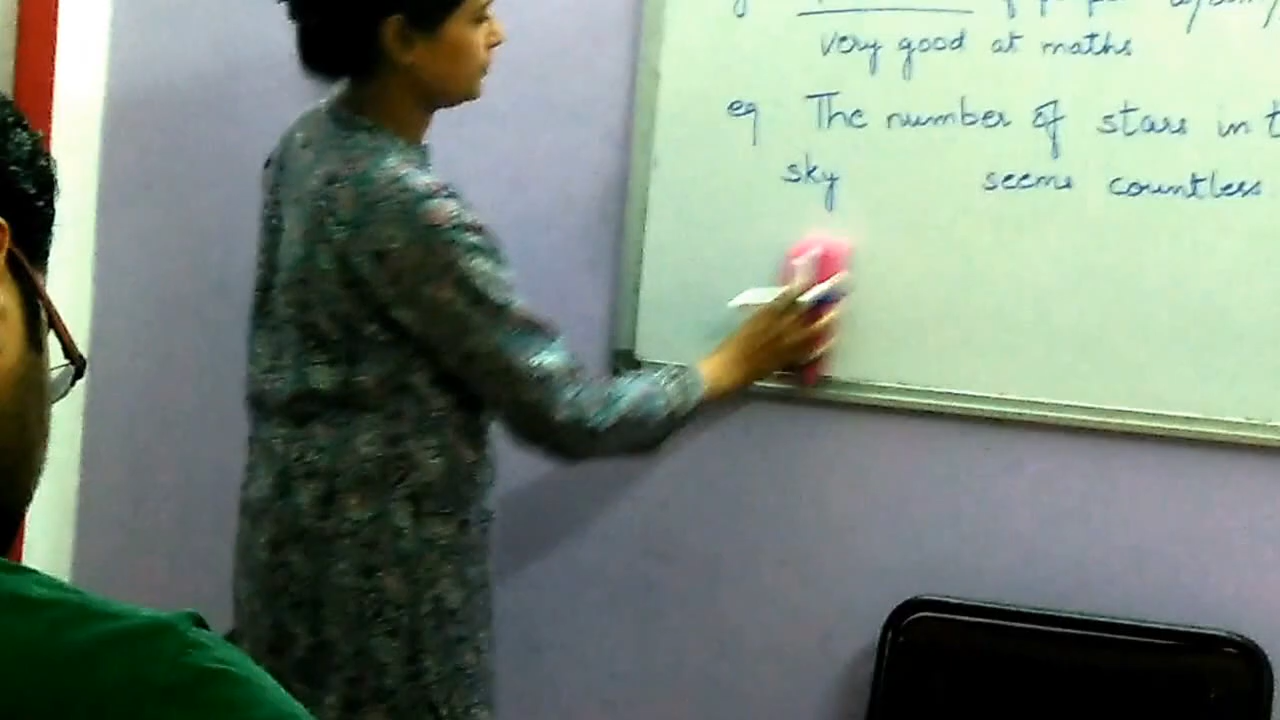 very good at maths
eg The number of stars in t
sky seems countless